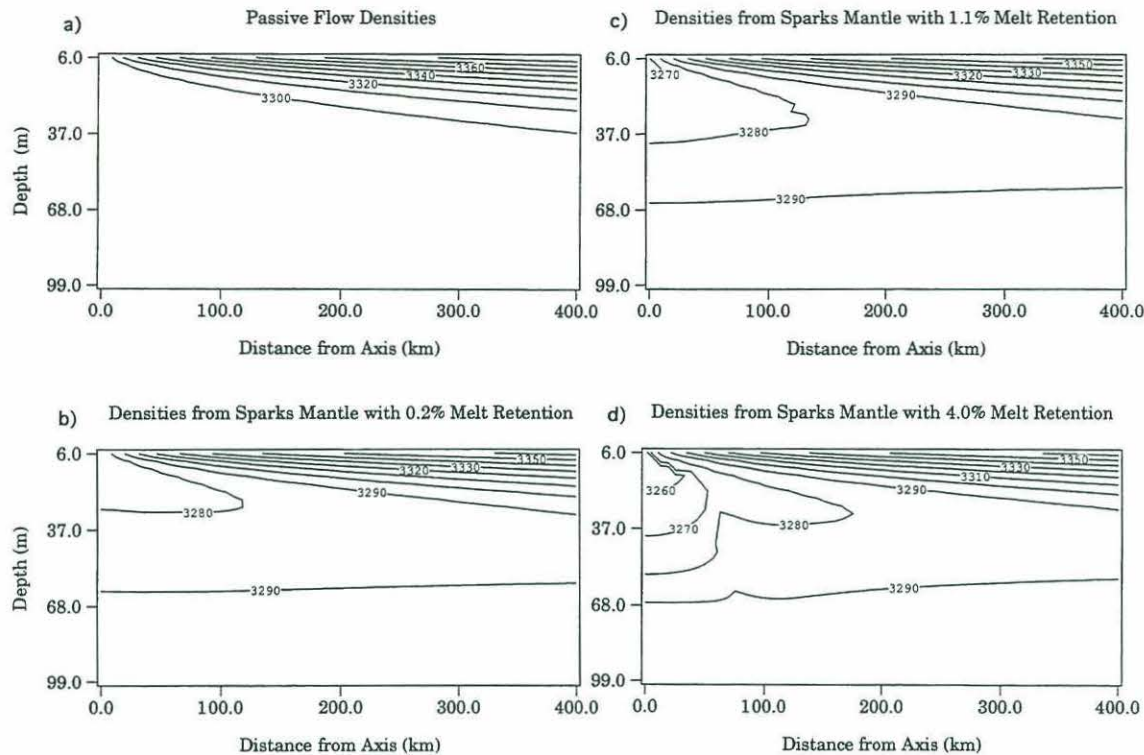 a)
Passive Flow Densities
6.0
37.0
68.0
99.0
Depth (m)
3300
3320
3340
3360
0.0 100.0 200.0 300.0 400.0
Distance from Axis (km)
c)
Densities from Sparks Mantle with 1.1% Melt Retention
6.0
37.0
68.0
99.0
3270
3280
3290
3290
3320
3330
3350
0.0 100.0 200.0 300.0 400.0
Distance from Axis (km)
b)
Densities from Sparks Mantle with 0.2% Melt Retention
6.0
37.0
68.0
99.0
Depth (m)
3280
3290
3290
3320
3330
3350
0.0 100.0 200.0 300.0 400.0
Distance from Axis (km)
d)
Densities from Sparks Mantle with 4.0% Melt Retention
6.0
37.0
68.0
99.0
3260
3270
3280
3290
3290
3310
3330
3350
0.0 100.0 200.0 300.0 400.0
Distance from Axis (km)